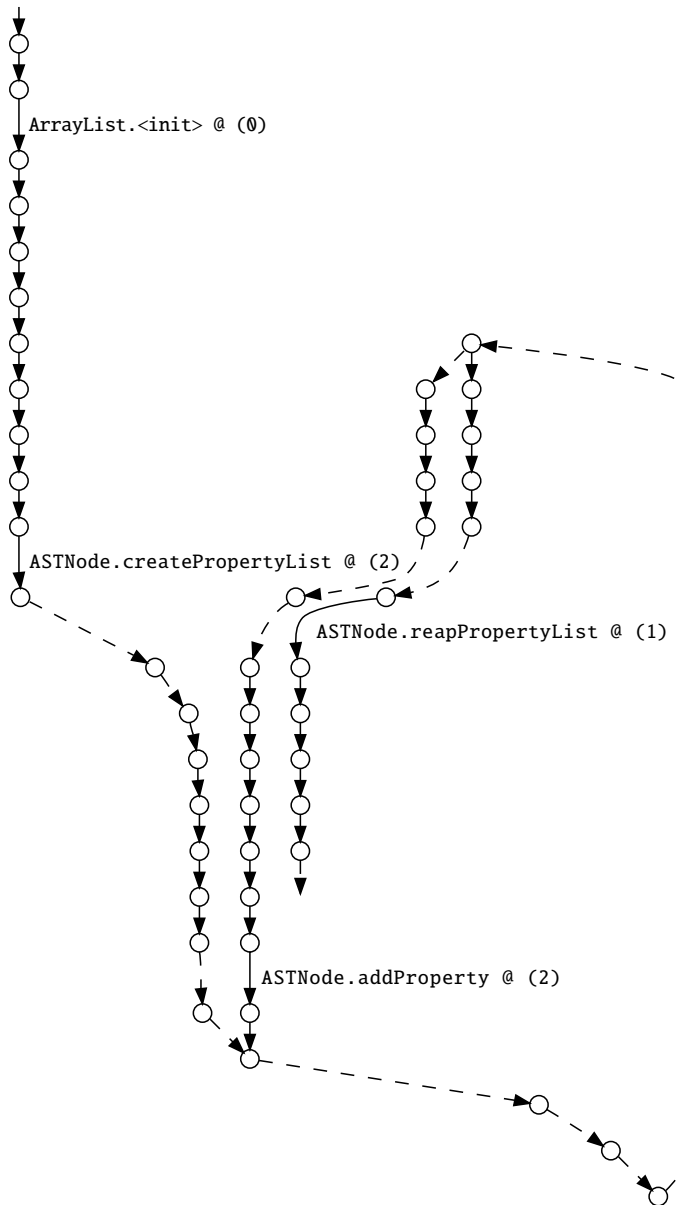 ArrayList.<init> @ (0)
ASTNode.createPropertyList @ (2)
ASTNode.reapPropertyList @ (1)
ASTNode.addProperty @ (2)